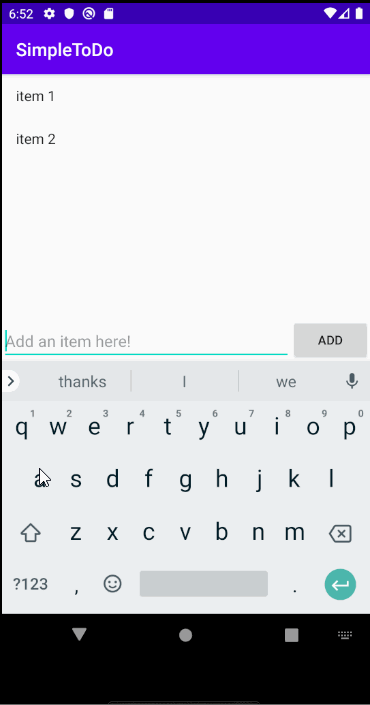 6:52
SimpleToDo
item 1
item 2
Add an item here!
ADD
thanks
I
we
q 1 w 2 e 3 r 4 t 5 y 6 u 7 i 8 o 9 p 0
a s d f g h j k l
z x c v b n m
?123 , .